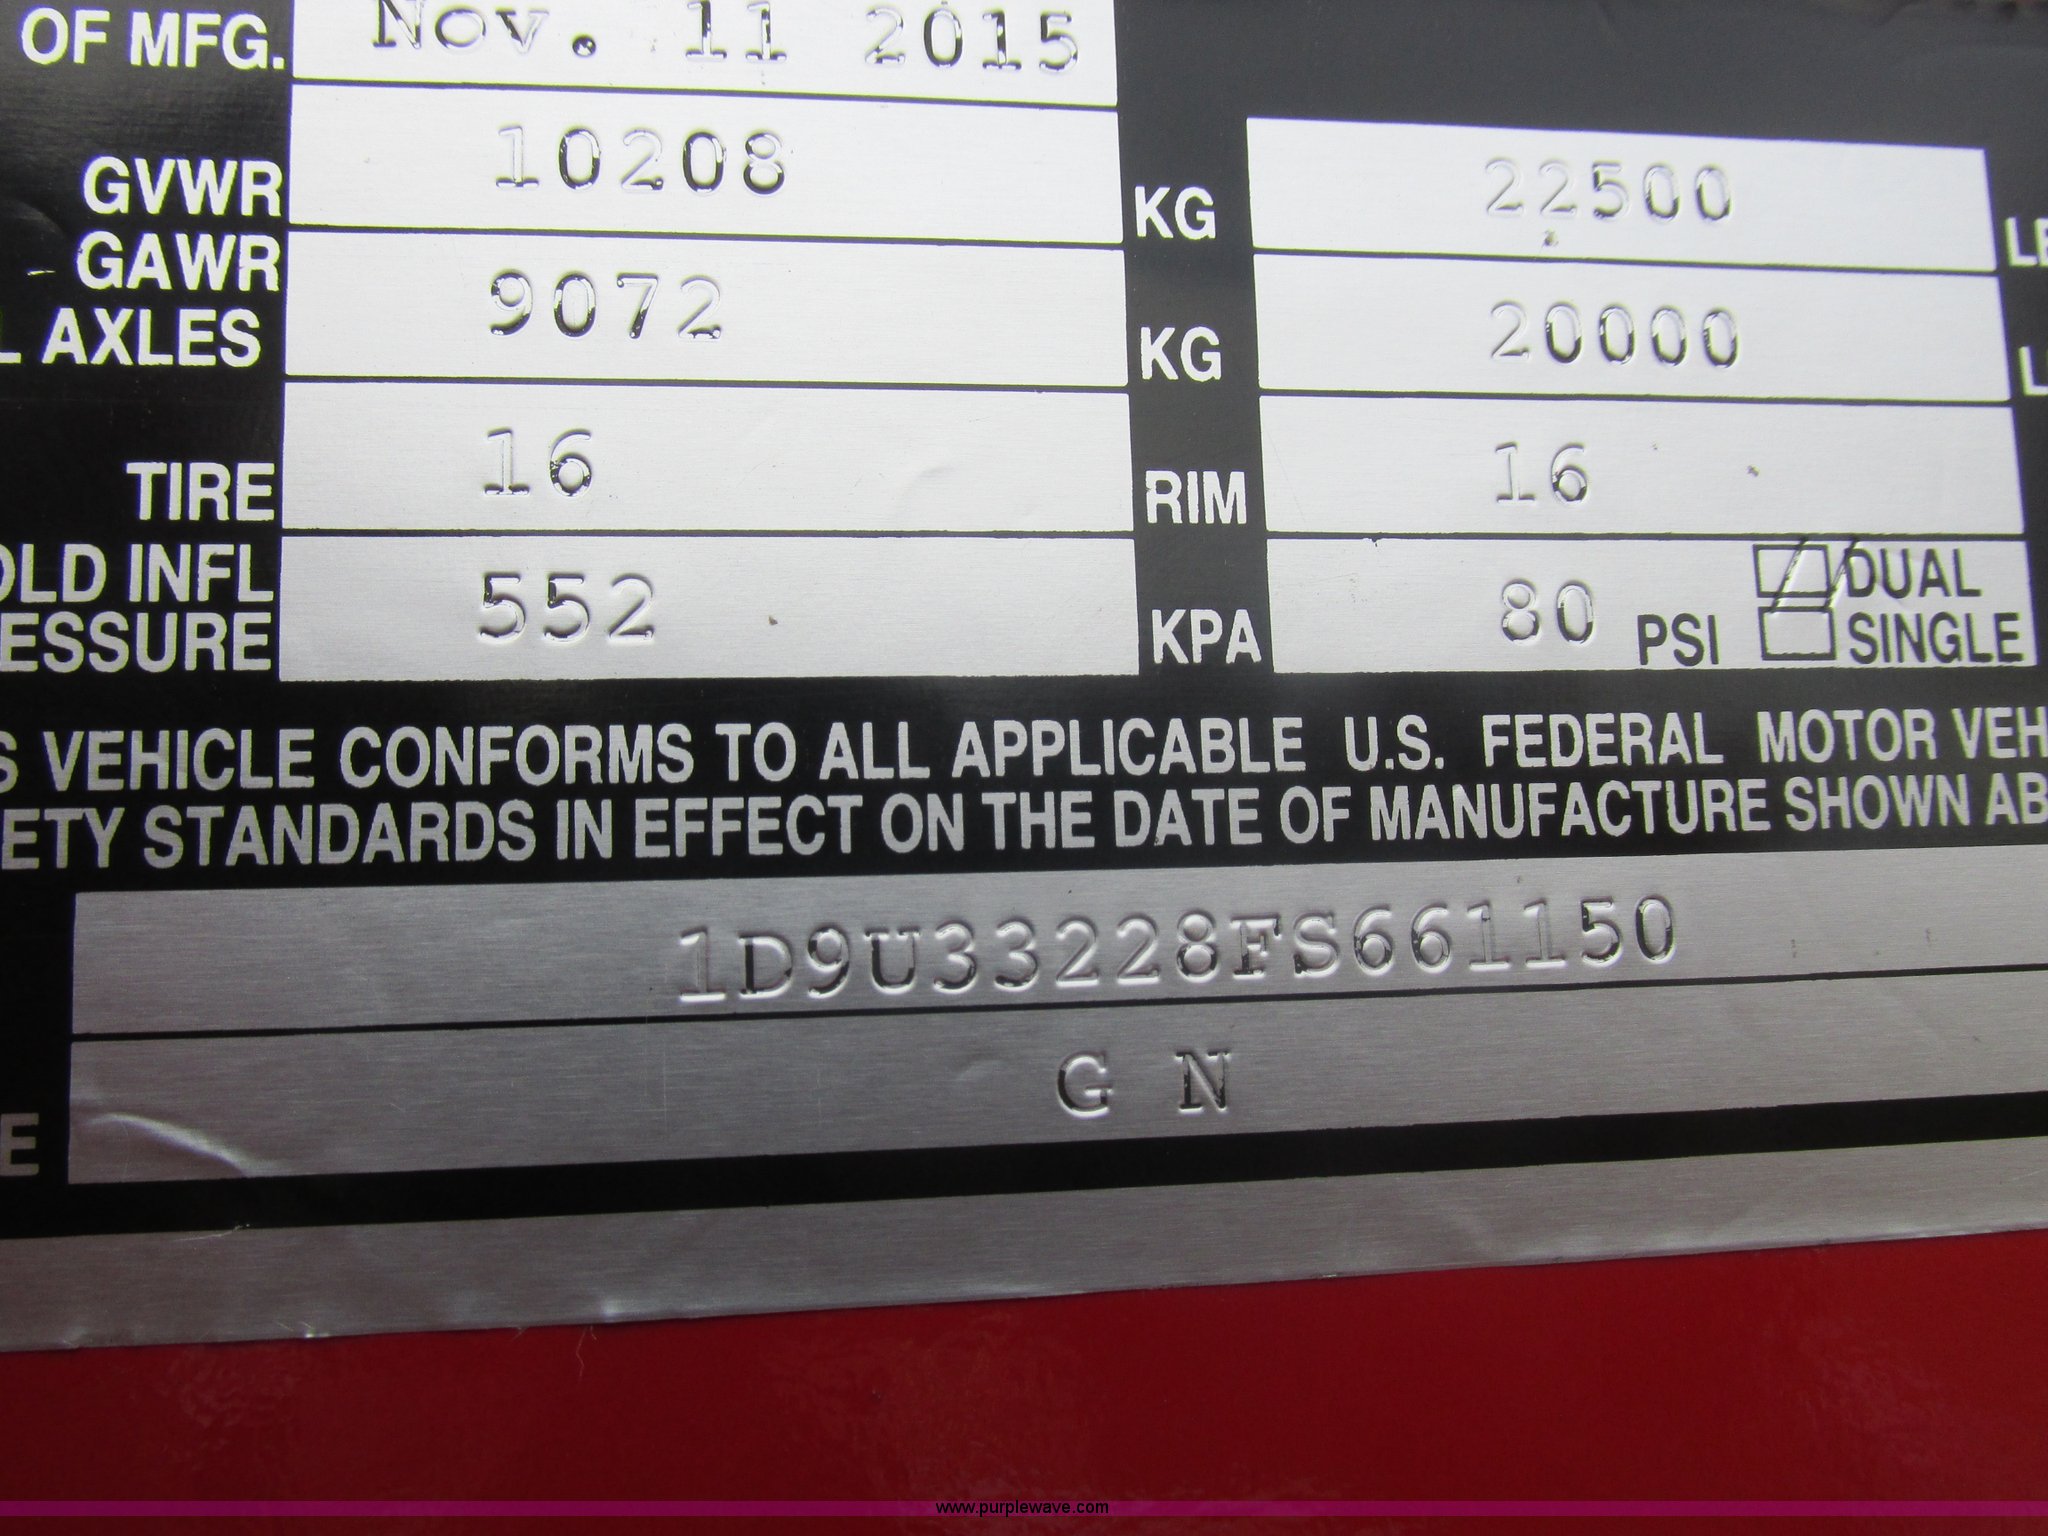 OF MFG. Nov. 11 2015
GVWR 10208 KG 22500
GAWR
AXLES 9072 KG 20000
TIRE 16 RIM 16
OLD INFL
ESSURE 552 KPA 80 PSI
DUAL
SINGLE
S VEHICLE CONFORMS TO ALL APPLICABLE U.S. FEDERAL MOTOR VEH
ETY STANDARDS IN EFFECT ON THE DATE OF MANUFACTURE SHOWN AB
1D9U33228FS661150
E G N
www.purplewave.com